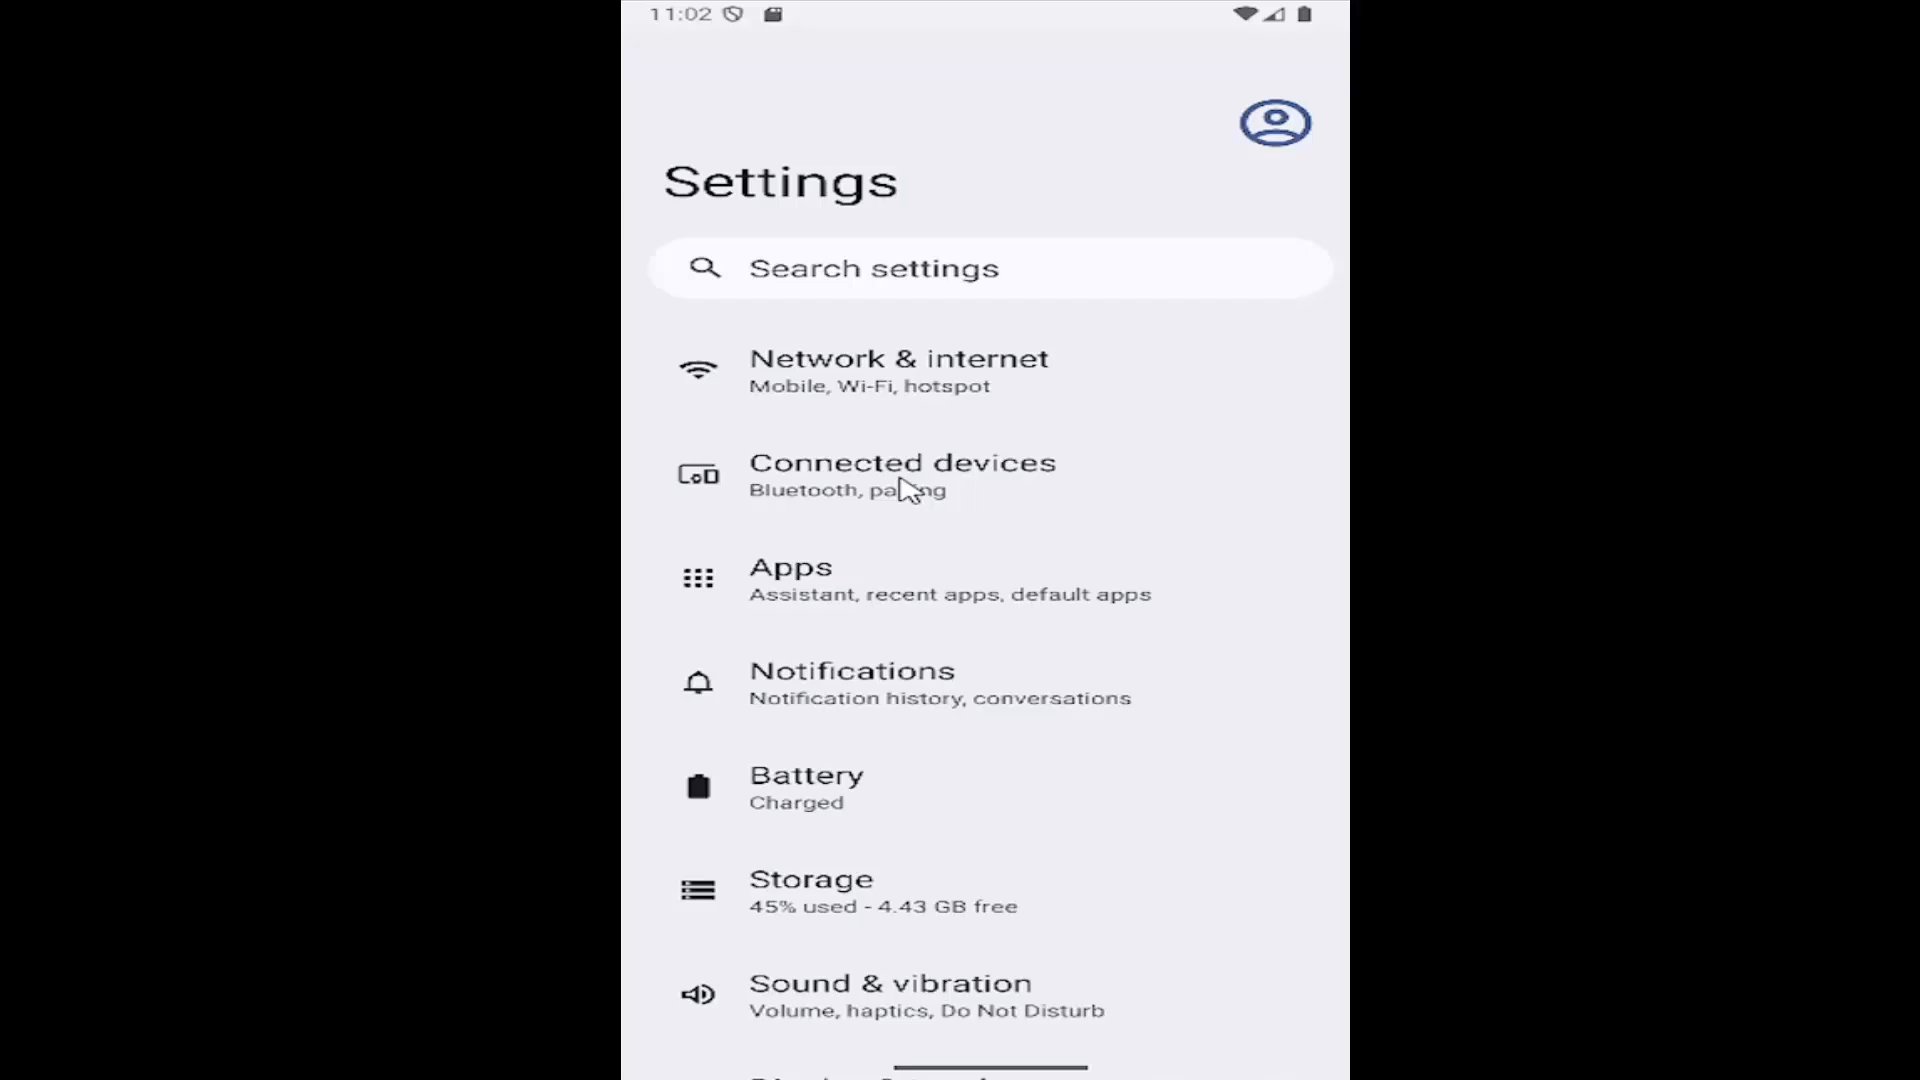 11:02
Settings
Search settings
Network & internet
Mobile, Wi-Fi, hotspot
Connected devices
Bluetooth,
Apps
Assistant, recent apps, default apps
Notifications
Notification history, conversations
Battery
Charged
Storage
45% used - 4.43 GB free
Sound & vibration
Volume, haptics, Do Not Disturb